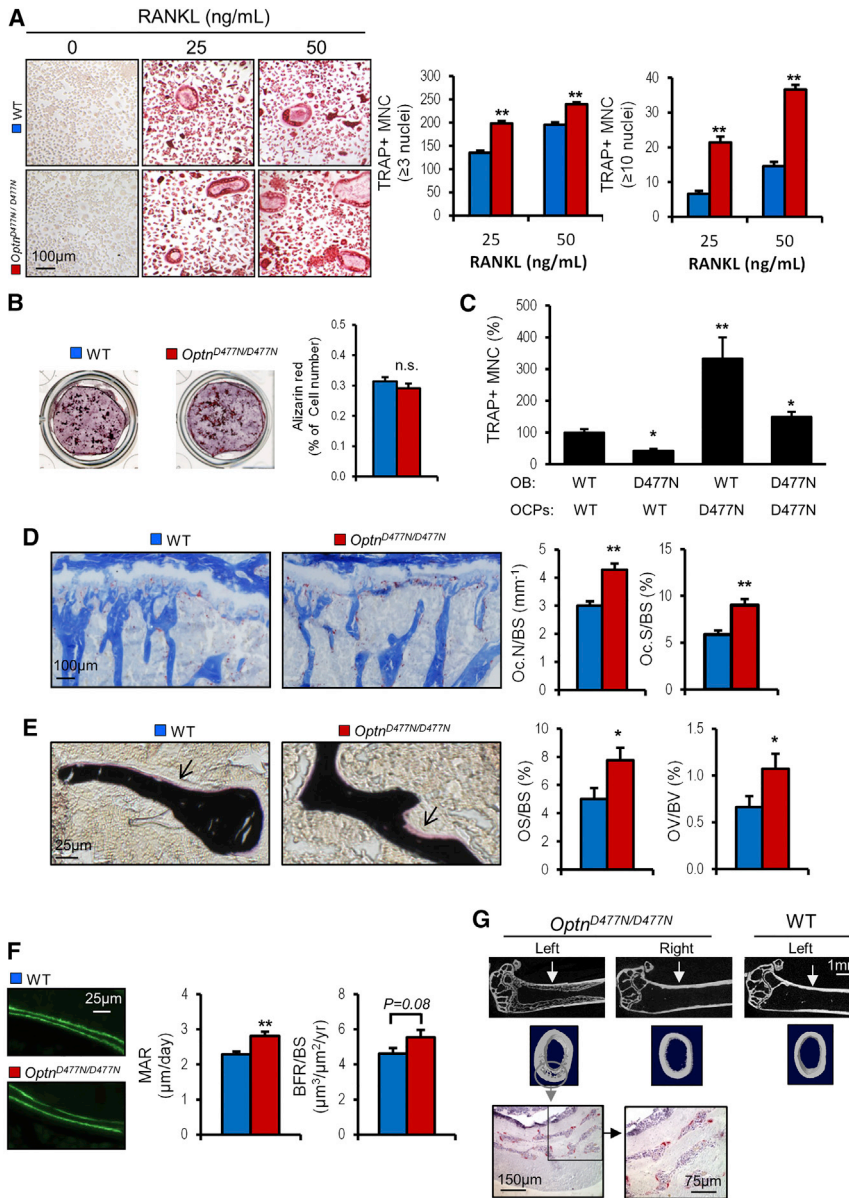 A
RANKL (ng/mL)
0 25 50
WT
Optn^D477N/D477N
100µm
TRAP+ MNC
(≥3 nuclei)
300
250
200
150
100
50
0
** **
25 50
RANKL (ng/mL)
TRAP+ MNC
(≥10 nuclei)
40
30
20
10
0
** **
25 50
RANKL (ng/mL)
B
WT
Optn^D477N/D477N
Alizarin red
(% of Cell number)
0.5
0.4
0.3
0.2
0.1
0.0
n.s.
C
TRAP+ MNC (%)
500
400
300
200
100
0
* ** *
OB: WT D477N WT D477N
OCPs: WT WT D477N D477N
D
WT
Optn^D477N/D477N
100µm
Oc.N/BS (mm⁻¹)
5
4
3
2
1
0
**
Oc.S/BS (%)
15
10
5
0
**
E
WT
Optn^D477N/D477N
25µm
OS/BS (%)
10
8
6
4
2
0
*
OV/BV (%)
1.5
1.0
0.5
0.0
*
F
WT
25µm
Optn^D477N/D477N
MAR
(µm/day)
4
3
2
1
0
**
BFR/BS
(µm³/µm²/yr)
8
6
4
2
0
P=0.08
G
Optn^D477N/D477N WT
Left Right Left
1mm
150µm
75µm